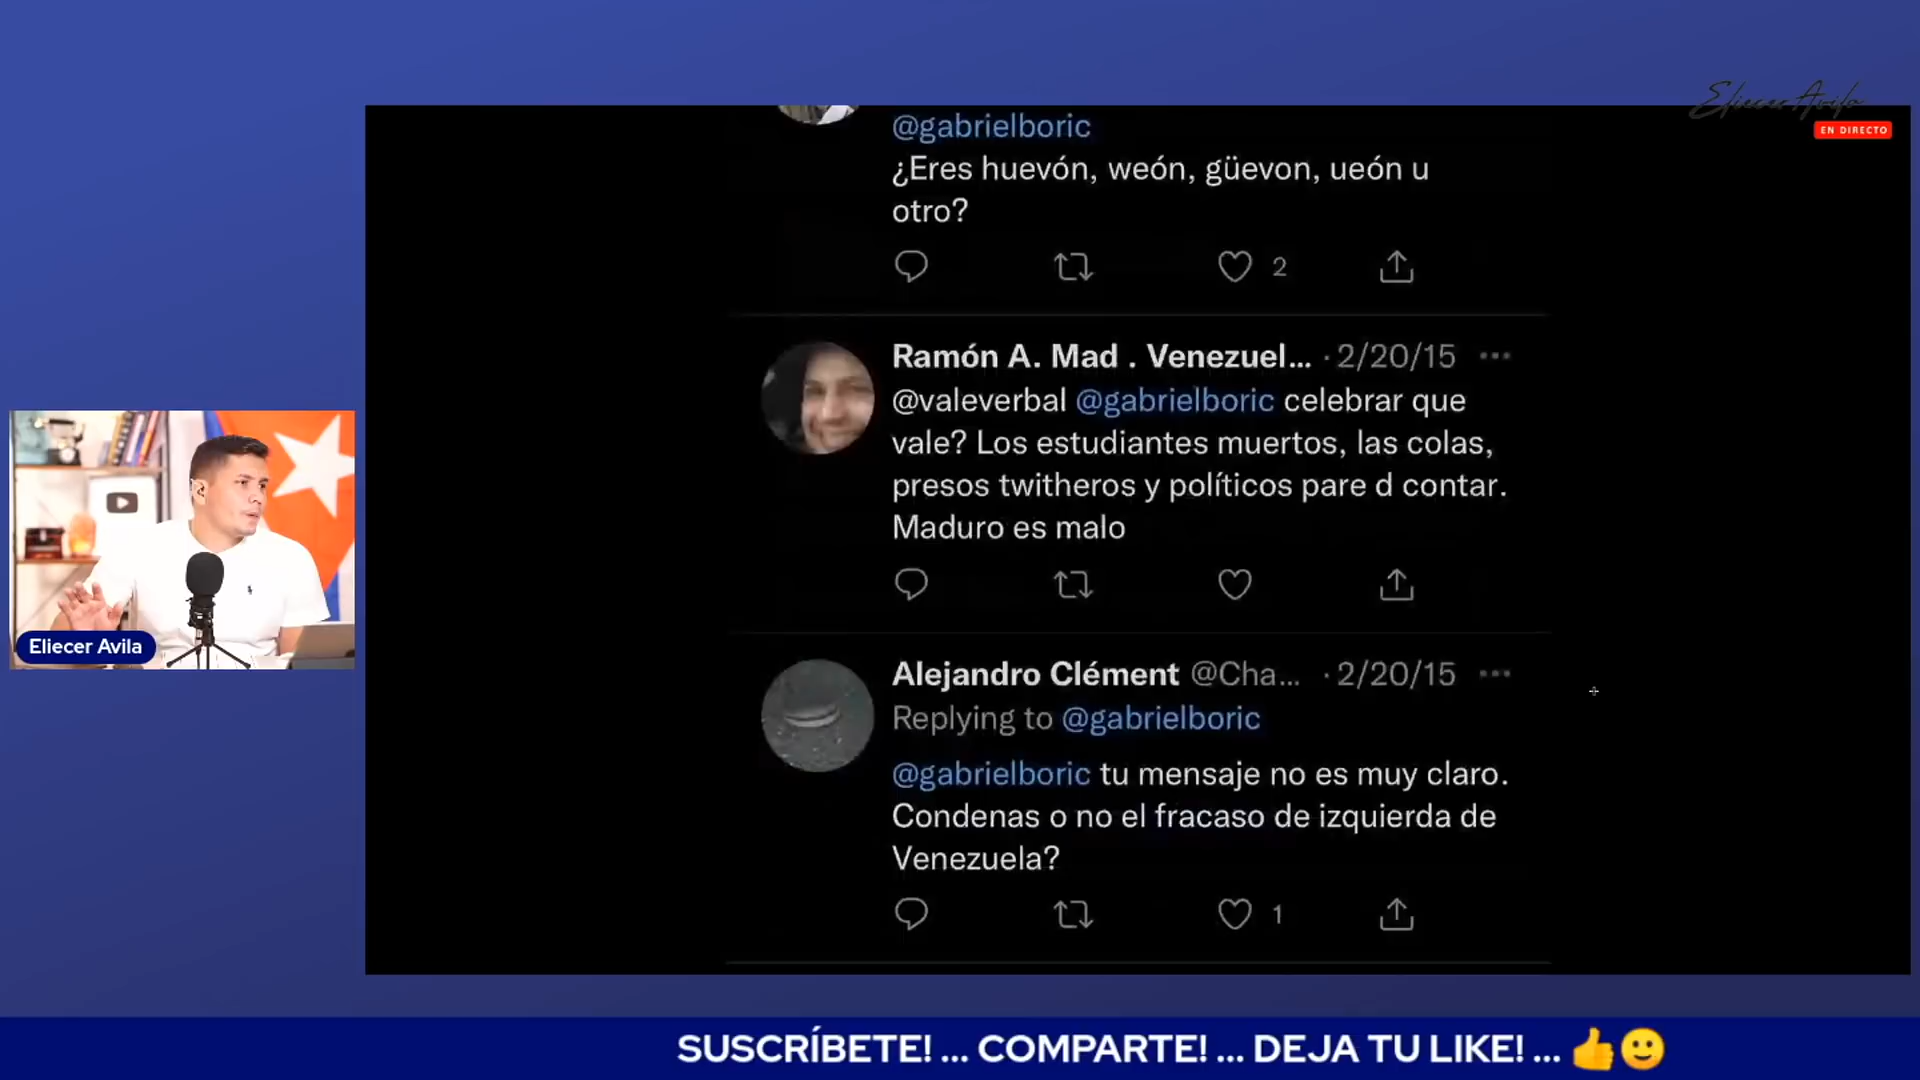 Eliecer Avila
EN DIRECTO
@gabrielboric
¿Eres huevón, weón, güevon, ueón u
otro?
2
Ramón A. Mad . Venezuel... · 2/20/15
@valeverbal @gabrielboric celebrar que
vale? Los estudiantes muertos, las colas,
presos twitheros y políticos pare d contar.
Maduro es malo
Alejandro Clément @Cha... · 2/20/15
Replying to @gabrielboric
@gabrielboric tu mensaje no es muy claro.
Condenas o no el fracaso de izquierda de
Venezuela?
1
Eliecer Avila
SUSCRÍBETE! ... COMPARTE! ... DEJA TU LIKE! ... 👍🙂